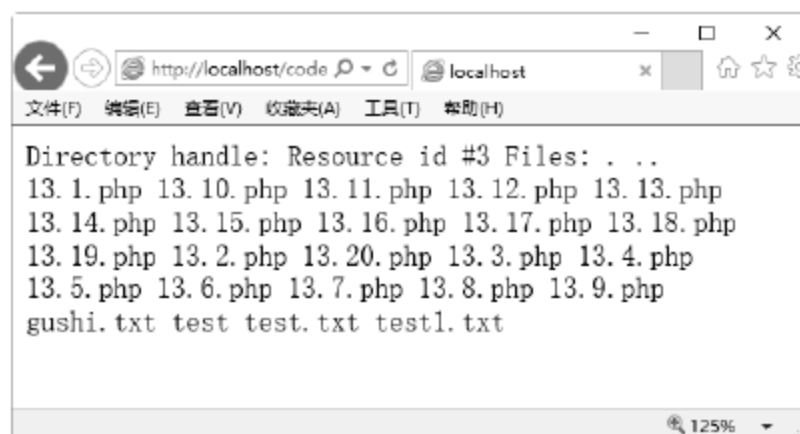 http://localhost/code
localhost
文件(F) 编辑(E) 查看(V) 收藏夹(A) 工具(T) 帮助(H)
Directory handle: Resource id #3 Files: . ..
13.1.php 13.10.php 13.11.php 13.12.php 13.13.php
13.14.php 13.15.php 13.16.php 13.17.php 13.18.php
13.19.php 13.2.php 13.20.php 13.3.php 13.4.php
13.5.php 13.6.php 13.7.php 13.8.php 13.9.php
gushi.txt test test.txt test1.txt
125%